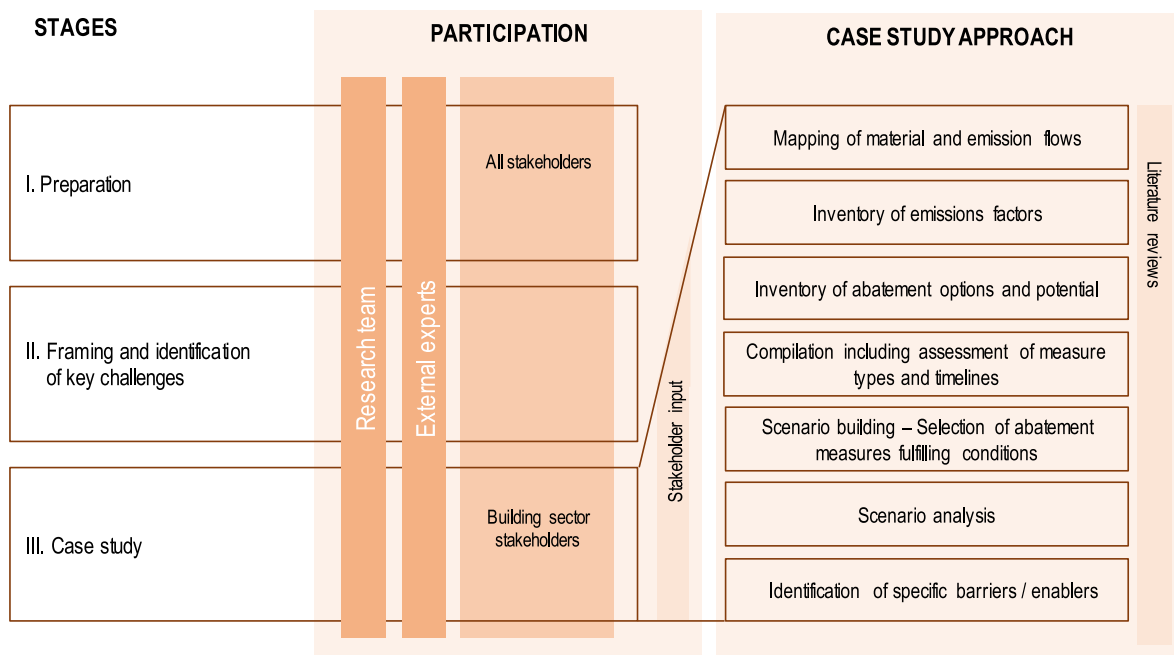 STAGES
PARTICIPATION
CASE STUDY APPROACH
I. Preparation
II. Framing and identification
of key challenges
III. Case study
Research team
External experts
All stakeholders
Building sector
stakeholders
Stakeholder input
Mapping of material and emission flows
Inventory of emissions factors
Inventory of abatement options and potential
Compilation including assessment of measure
types and timelines
Scenario building – Selection of abatement
measures fulfilling conditions
Scenario analysis
Identification of specific barriers / enablers
Literature reviews